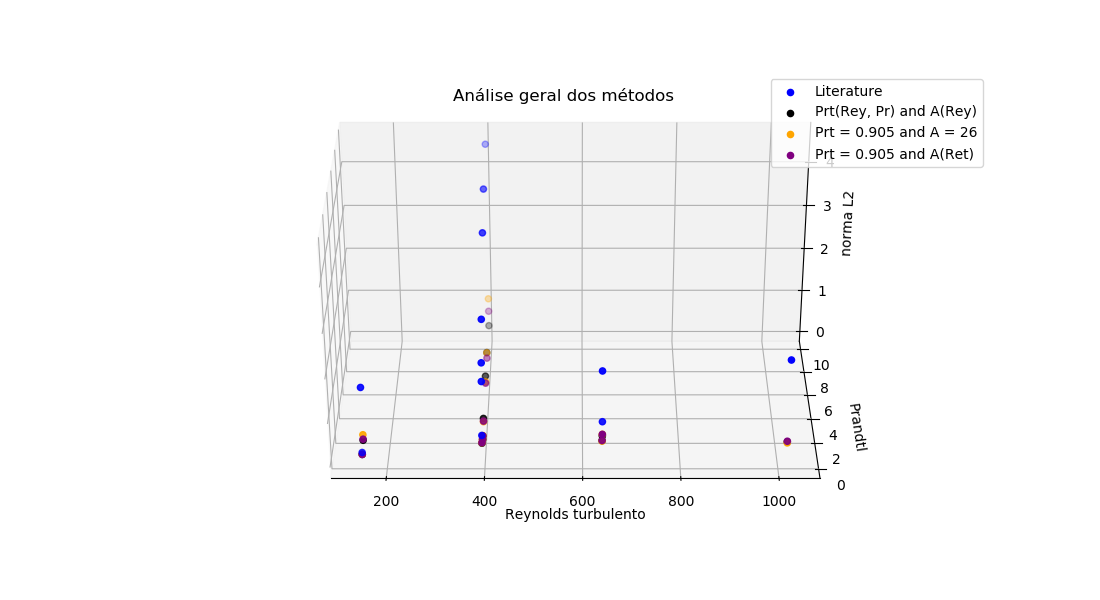 Análise geral dos métodos
Literature
Prt(Rey, Pr) and A(Rey)
Prt = 0.905 and A = 26
Prt = 0.905 and A(Ret)
4
3
2
1
0
norma L2
10
8
6
4
2
0
Prandtl
200 400 600 800 1000
Reynolds turbulento